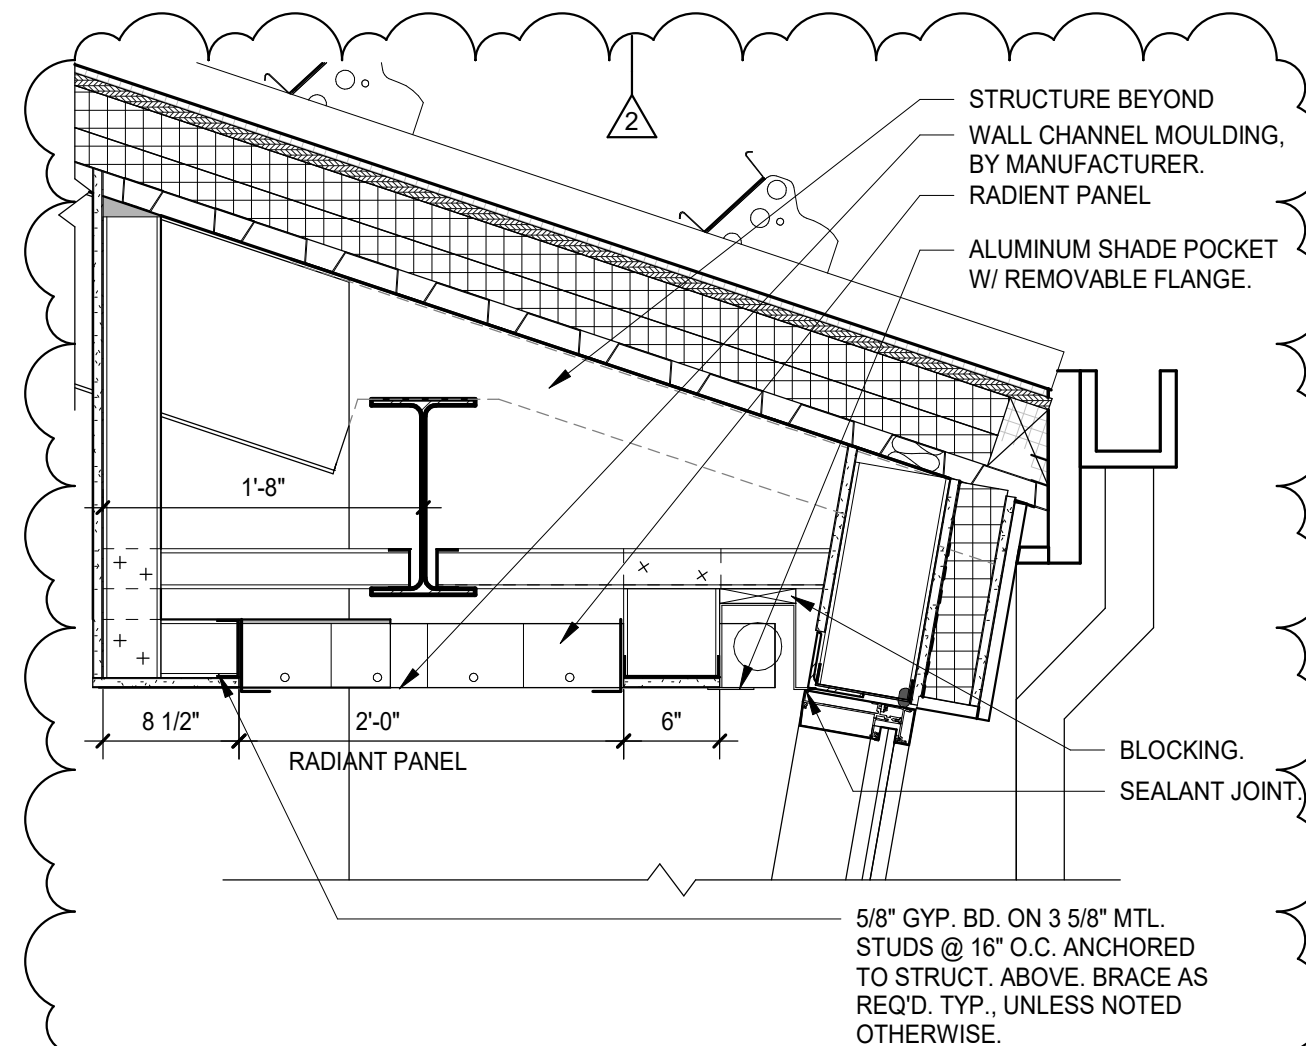 2
STRUCTURE BEYOND
WALL CHANNEL MOULDING,
BY MANUFACTURER.
RADIENT PANEL
ALUMINUM SHADE POCKET
W/ REMOVABLE FLANGE.
1'-8"
8 1/2"
2'-0"
6"
RADIANT PANEL
BLOCKING.
SEALANT JOINT.
5/8" GYP. BD. ON 3 5/8" MTL.
STUDS @ 16" O.C. ANCHORED
TO STRUCT. ABOVE. BRACE AS
REQ'D. TYP., UNLESS NOTED
OTHERWISE.